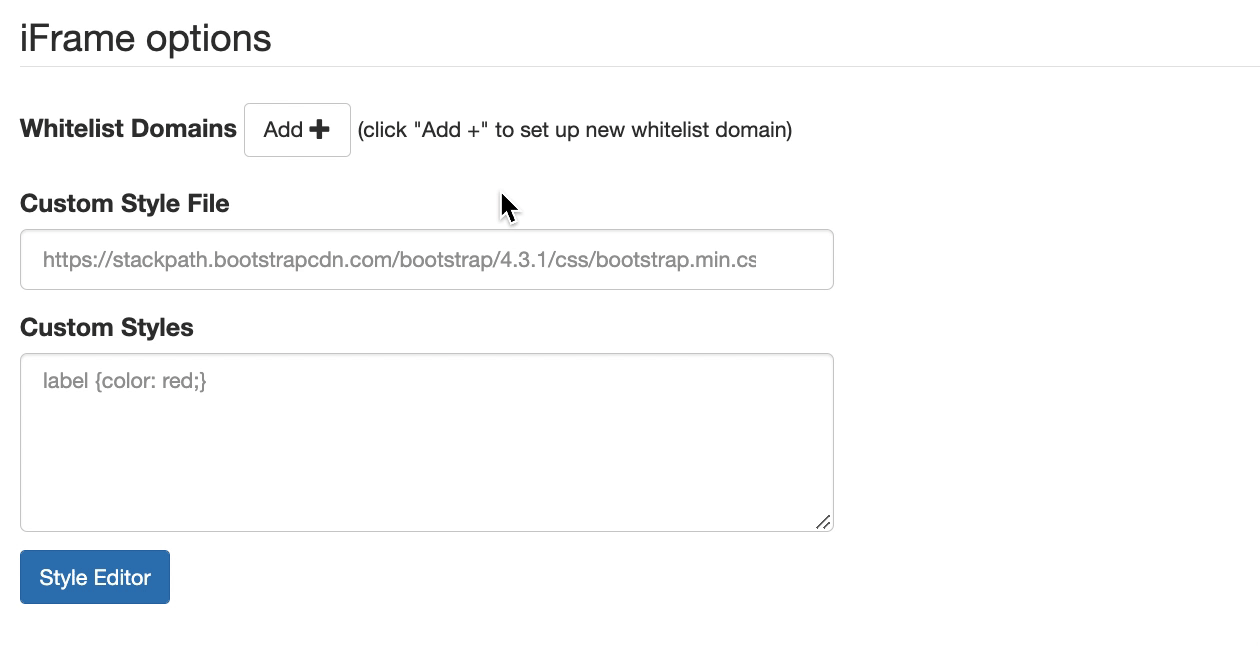 iFrame options
Whitelist Domains Add + (click "Add +" to set up new whitelist domain)
Custom Style File
https://stackpath.bootstrapcdn.com/bootstrap/4.3.1/css/bootstrap.min.cs
Custom Styles
label {color: red;}
Style Editor